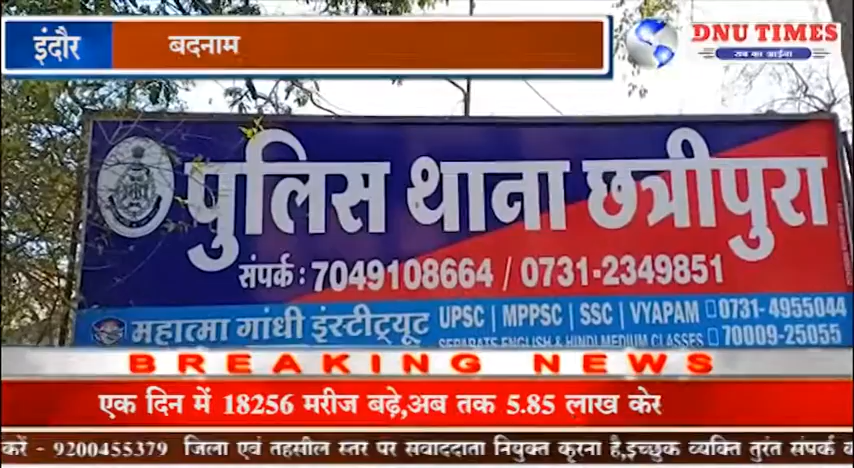 इंदौर
बदनाम
DNU TIMES
सच का आईना
पुलिस थाना छत्रीपुरा
संपर्क : 7049108664 / 0731-2349851
महात्मा गांधी इंस्टीट्यूट
UPSC | MPPSC | SSC | VYAPAM
SEPARATE ENGLISH & HINDI MEDIUM CLASSES
0731-4955044
70009-25055
BREAKING NEWS
एक दिन में 18256 मरीज बढ़े,अब तक 5.85 लाख केर
र्क करें - 9200455379 जिला एवं तहसील स्तर पर सवाददाता नियुक्त करना है,इच्छुक व्यक्ति तुरंत संपर्क